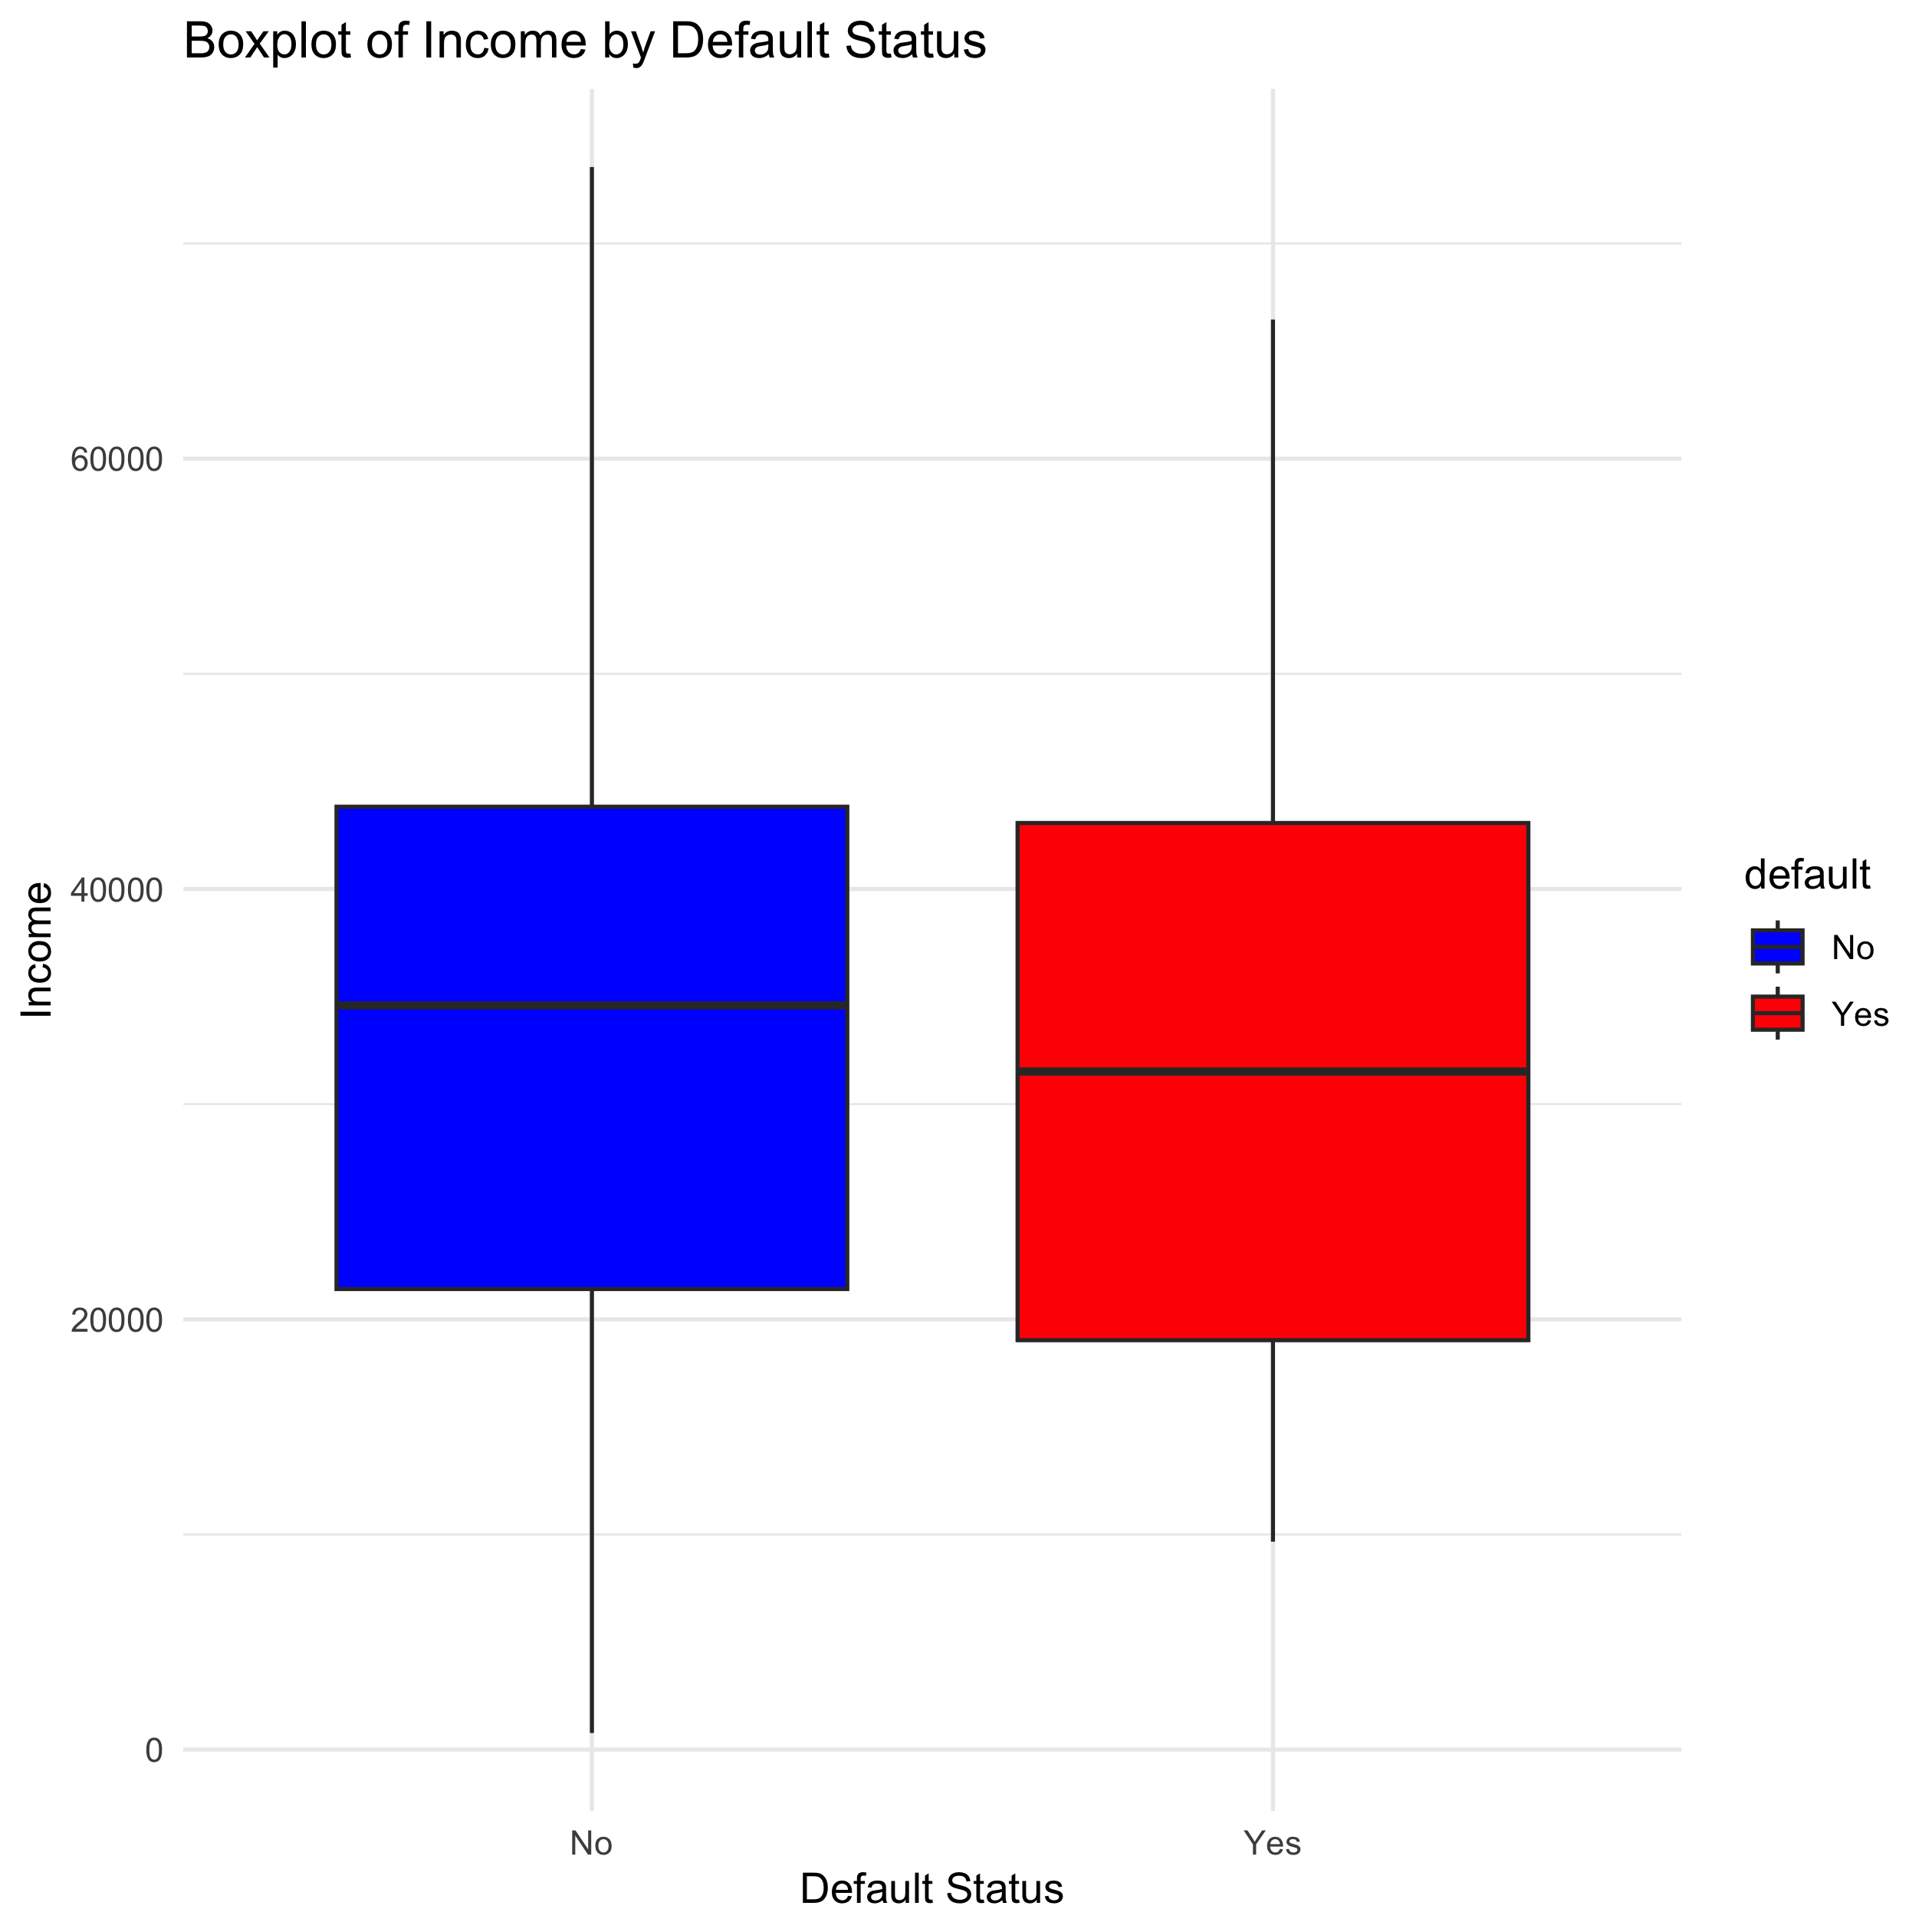 Boxplot of Income by Default Status
Income
60000
40000
20000
0
No
Yes
Default Status
default
No
Yes